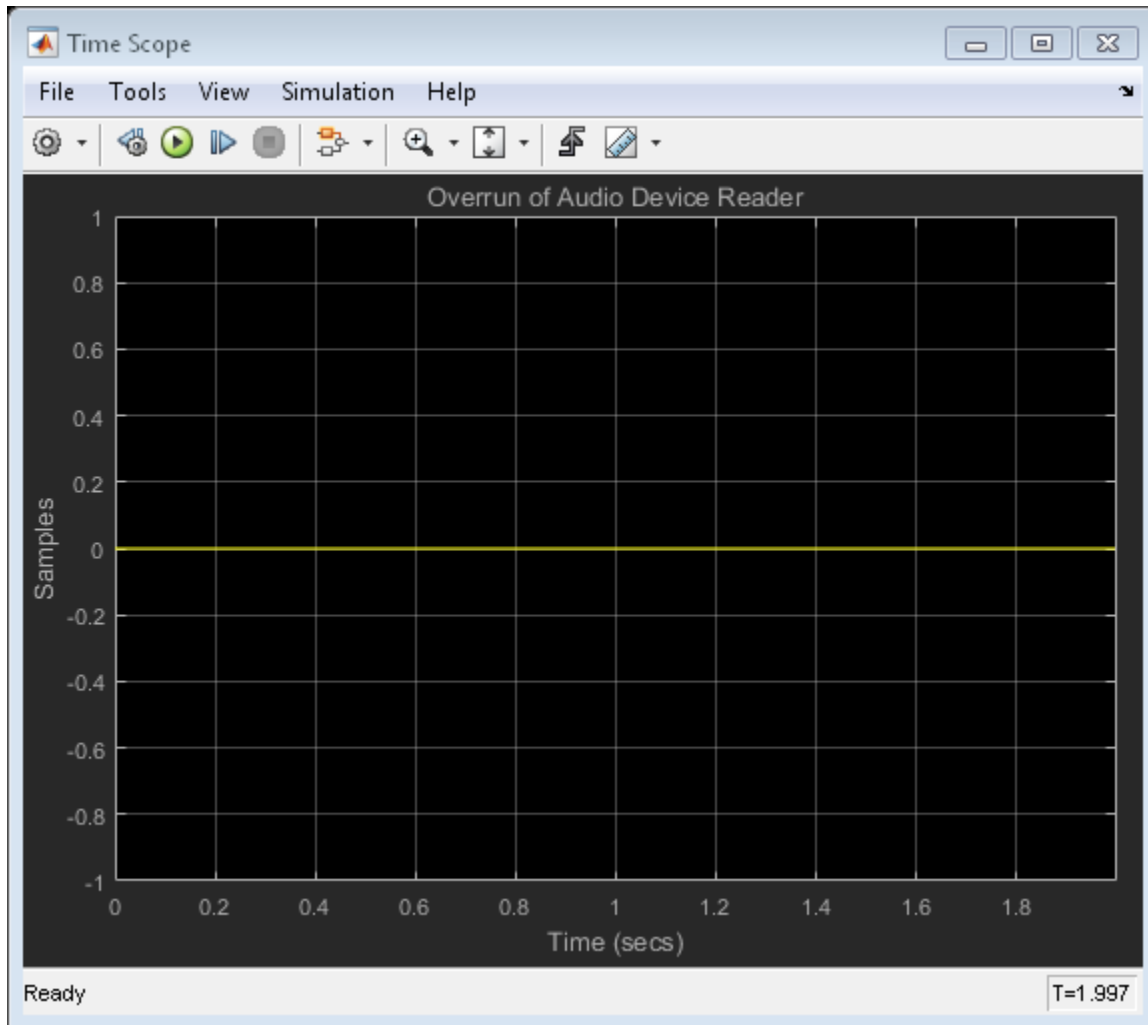 Time Scope
File Tools View Simulation Help
Overrun of Audio Device Reader
1
0.8
0.6
0.4
0.2
0
-0.2
-0.4
-0.6
-0.8
-1
Samples
0 0.2 0.4 0.6 0.8 1 1.2 1.4 1.6 1.8
Time (secs)
Ready T=1.997